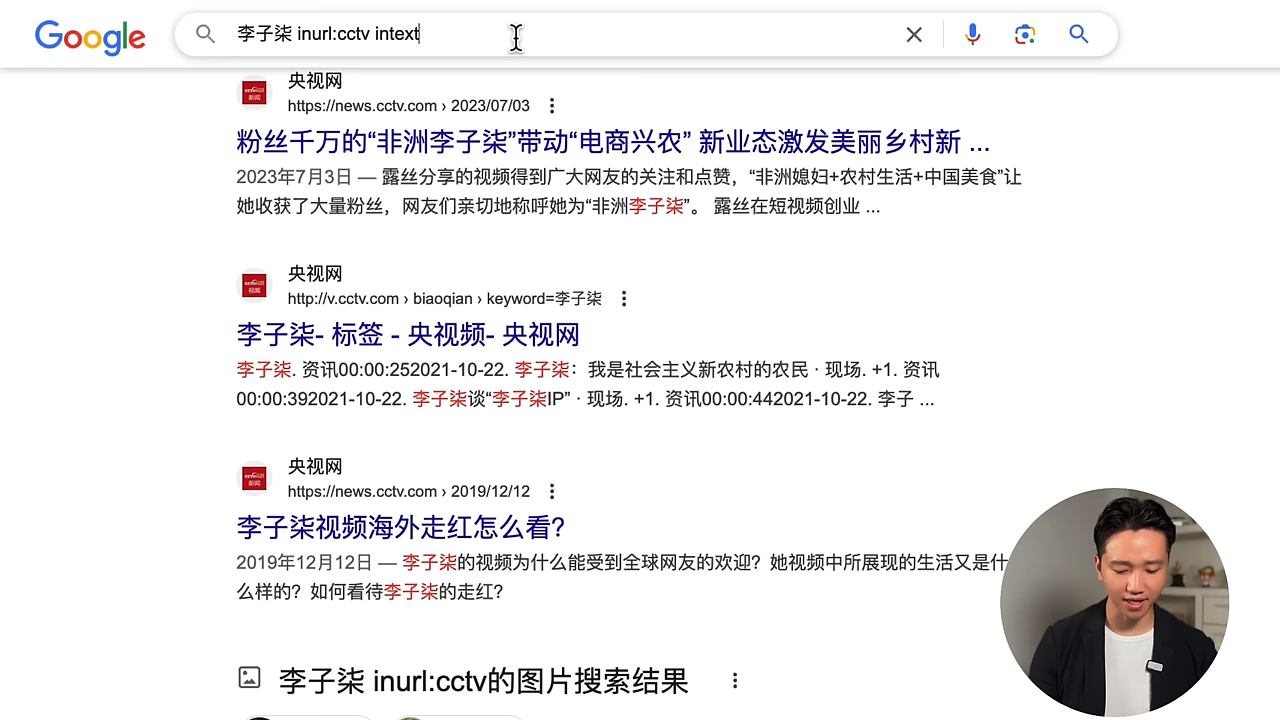 Google
李子柒 inurl:cctv intext
央视网
https://news.cctv.com › 2023/07/03
粉丝千万的“非洲李子柒”带动“电商兴农” 新业态激发美丽乡村新 ...
2023年7月3日 — 露丝分享的视频得到广大网友的关注和点赞，“非洲媳妇+农村生活+中国美食”让
她收获了大量粉丝，网友们亲切地称呼她为“非洲李子柒”。 露丝在短视频创业 ...
央视网
http://v.cctv.com › biaoqian › keyword=李子柒
李子柒- 标签 - 央视频- 央视网
李子柒. 资讯00:00:252021-10-22. 李子柒：我是社会主义新农村的农民 · 现场. +1. 资讯
00:00:392021-10-22. 李子柒谈“李子柒IP” · 现场. +1. 资讯00:00:442021-10-22. 李子 ...
央视网
https://news.cctv.com › 2019/12/12
李子柒视频海外走红怎么看?
2019年12月12日 — 李子柒的视频为什么能受到全球网友的欢迎？她视频中所展现的生活又是什
么样的？如何看待李子柒的走红?
李子柒 inurl:cctv的图片搜索结果